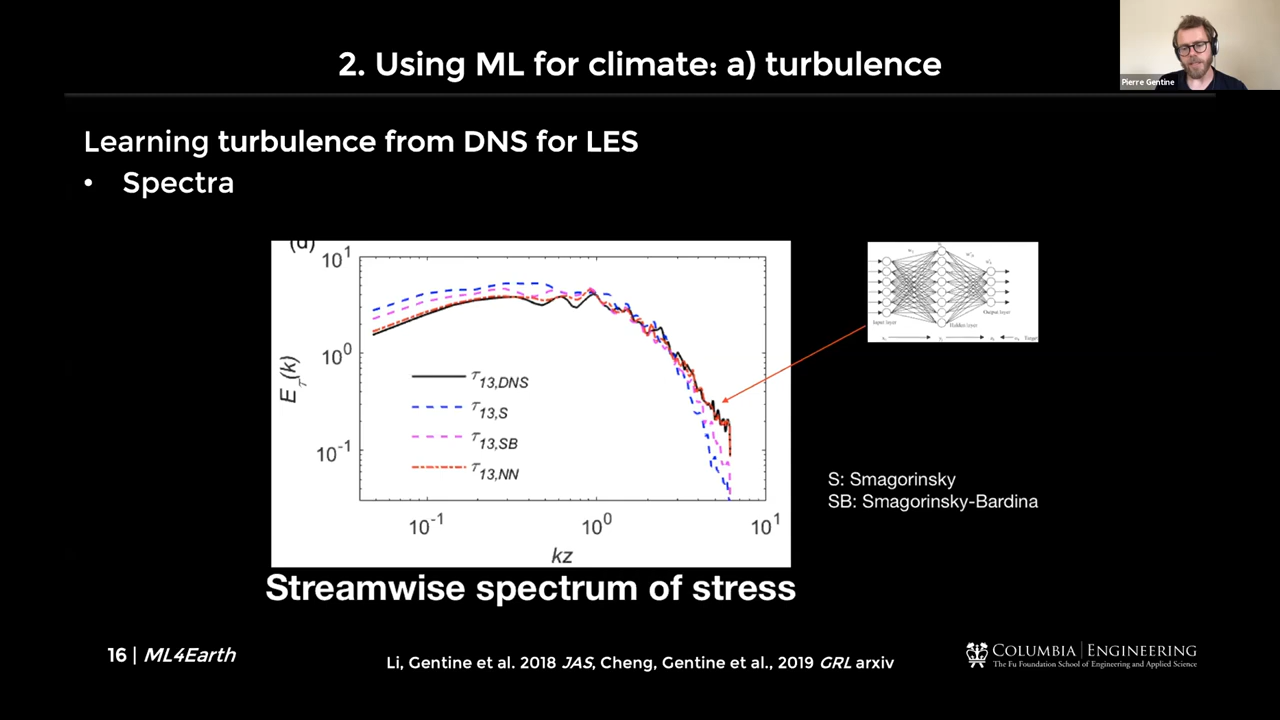 2. Using ML for climate: a) turbulence
Pierre Gentine
Learning turbulence from DNS for LES
• Spectra
(d)
10^1
10^0
10^-1
E_τ(k)
τ_13,DNS
τ_13,S
τ_13,SB
τ_13,NN
10^-1
10^0
10^1
kz
Input layer
Hidden layer
Output layer
Target
S: Smagorinsky
SB: Smagorinsky-Bardina
Streamwise spectrum of stress
16 | ML4Earth
Li, Gentine et al. 2018 JAS, Cheng, Gentine et al., 2019 GRL arxiv
COLUMBIA | ENGINEERING
The Fu Foundation School of Engineering and Applied Science